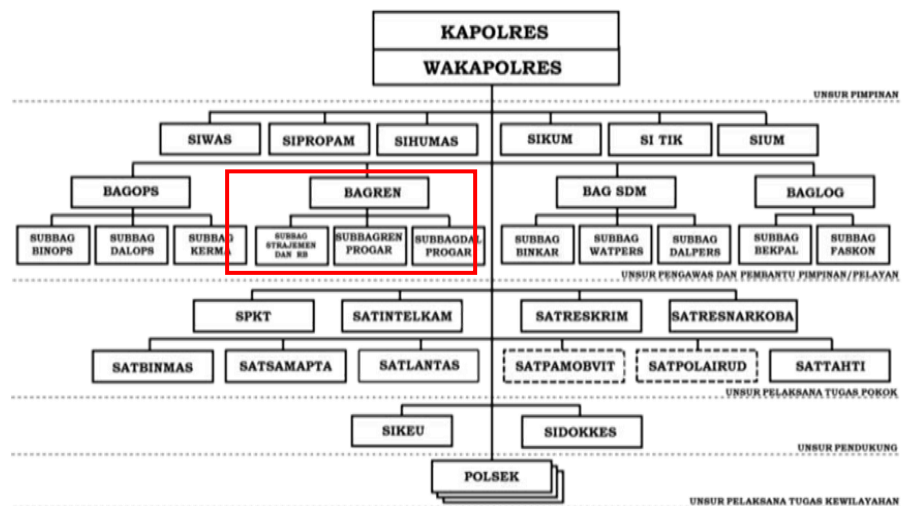 KAPOLRES
WAKAPOLRES
UNSUR PIMPINAN
SIWAS
SIPROPAM
SIHUMAS
SIKUM
SI TIK
SIUM
BAGOPS
BAGREN
BAG SDM
BAGLOG
SUBBAG
BINOPS
SUBBAG
DALOPS
SUBBAG
KERMA
SUBBAG
STRAJEMEN
DAN RB
SUBBAGREN
PROGAR
SUBBAGDAL
PROGAR
SUBBAG
BINKAR
SUBBAG
WATPERS
SUBBAG
DALPERS
SUBBAG
BEKPAL
SUBBAG
FASKON
UNSUR PENGAWAS DAN PEMBANTU PIMPINAN/PELAYAN
SPKT
SATINTELKAM
SATRESKRIM
SATRESNARKOBA
SATBINMAS
SATSAMAPTA
SATLANTAS
SATPAMOBVIT
SATPOLAIRUD
SATTAHTI
UNSUR PELAKSANA TUGAS POKOK
SIKEU
SIDOKKES
UNSUR PENDUKUNG
POLSEK
UNSUR PELAKSANA TUGAS KEWILAYAHAN